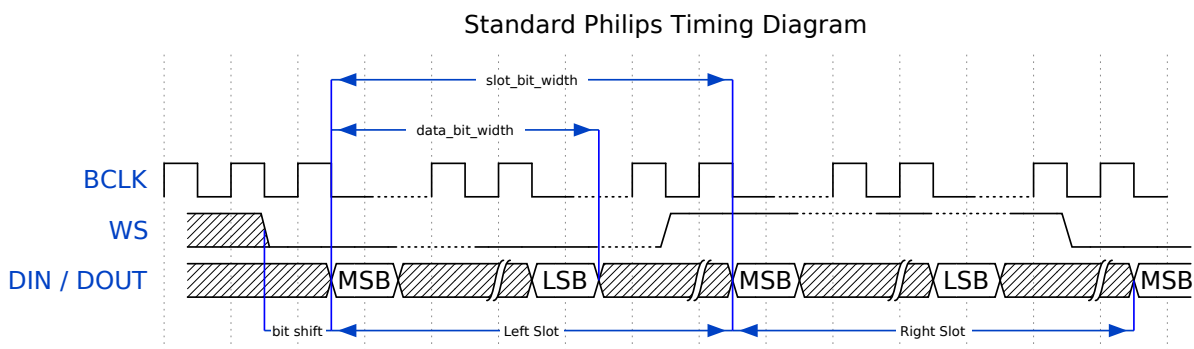 Standard Philips Timing Diagram
slot_bit_width
data_bit_width
BCLK
WS
DIN / DOUT
MSB
LSB
MSB
LSB
MSB
bit shift
Left Slot
Right Slot